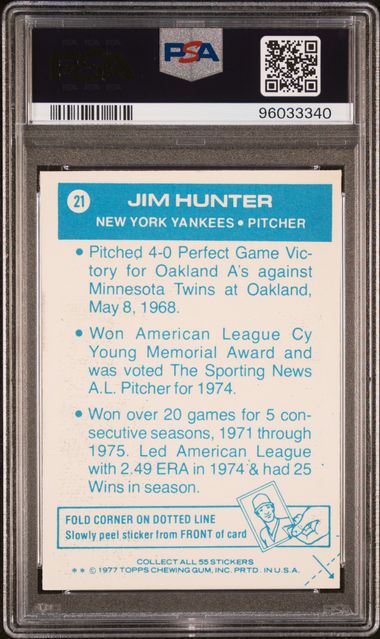 PSA
96033340
21
JIM HUNTER
NEW YORK YANKEES • PITCHER
• Pitched 4-0 Perfect Game Vic-
tory for Oakland A's against
Minnesota Twins at Oakland,
May 8, 1968.
• Won American League Cy
Young Memorial Award and
was voted The Sporting News
A.L. Pitcher for 1974.
• Won over 20 games for 5 con-
secutive seasons, 1971 through
1975. Led American League
with 2.49 ERA in 1974 & had 25
Wins in season.
FOLD CORNER ON DOTTED LINE
Slowly peel sticker from FRONT of card
COLLECT ALL 55 STICKERS
** © 1977 TOPPS CHEWING GUM, INC. PRTD. IN U.S.A.